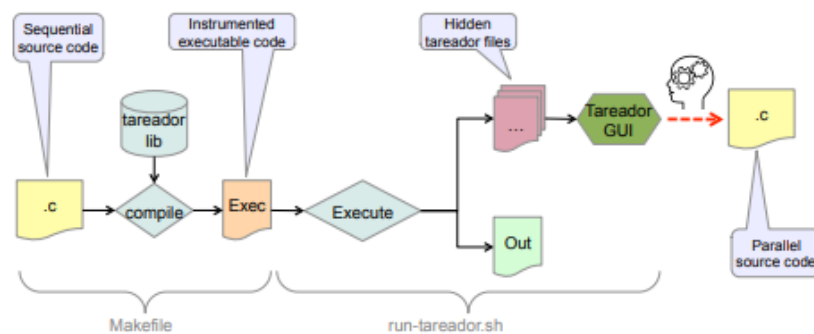 Sequential
source code
Instrumented
executable code
Hidden
tareador files
tareador
lib
...
Tareador
GUI
.c
.c
compile
Exec
Execute
Out
Parallel
source code
Makefile
run-tareador.sh